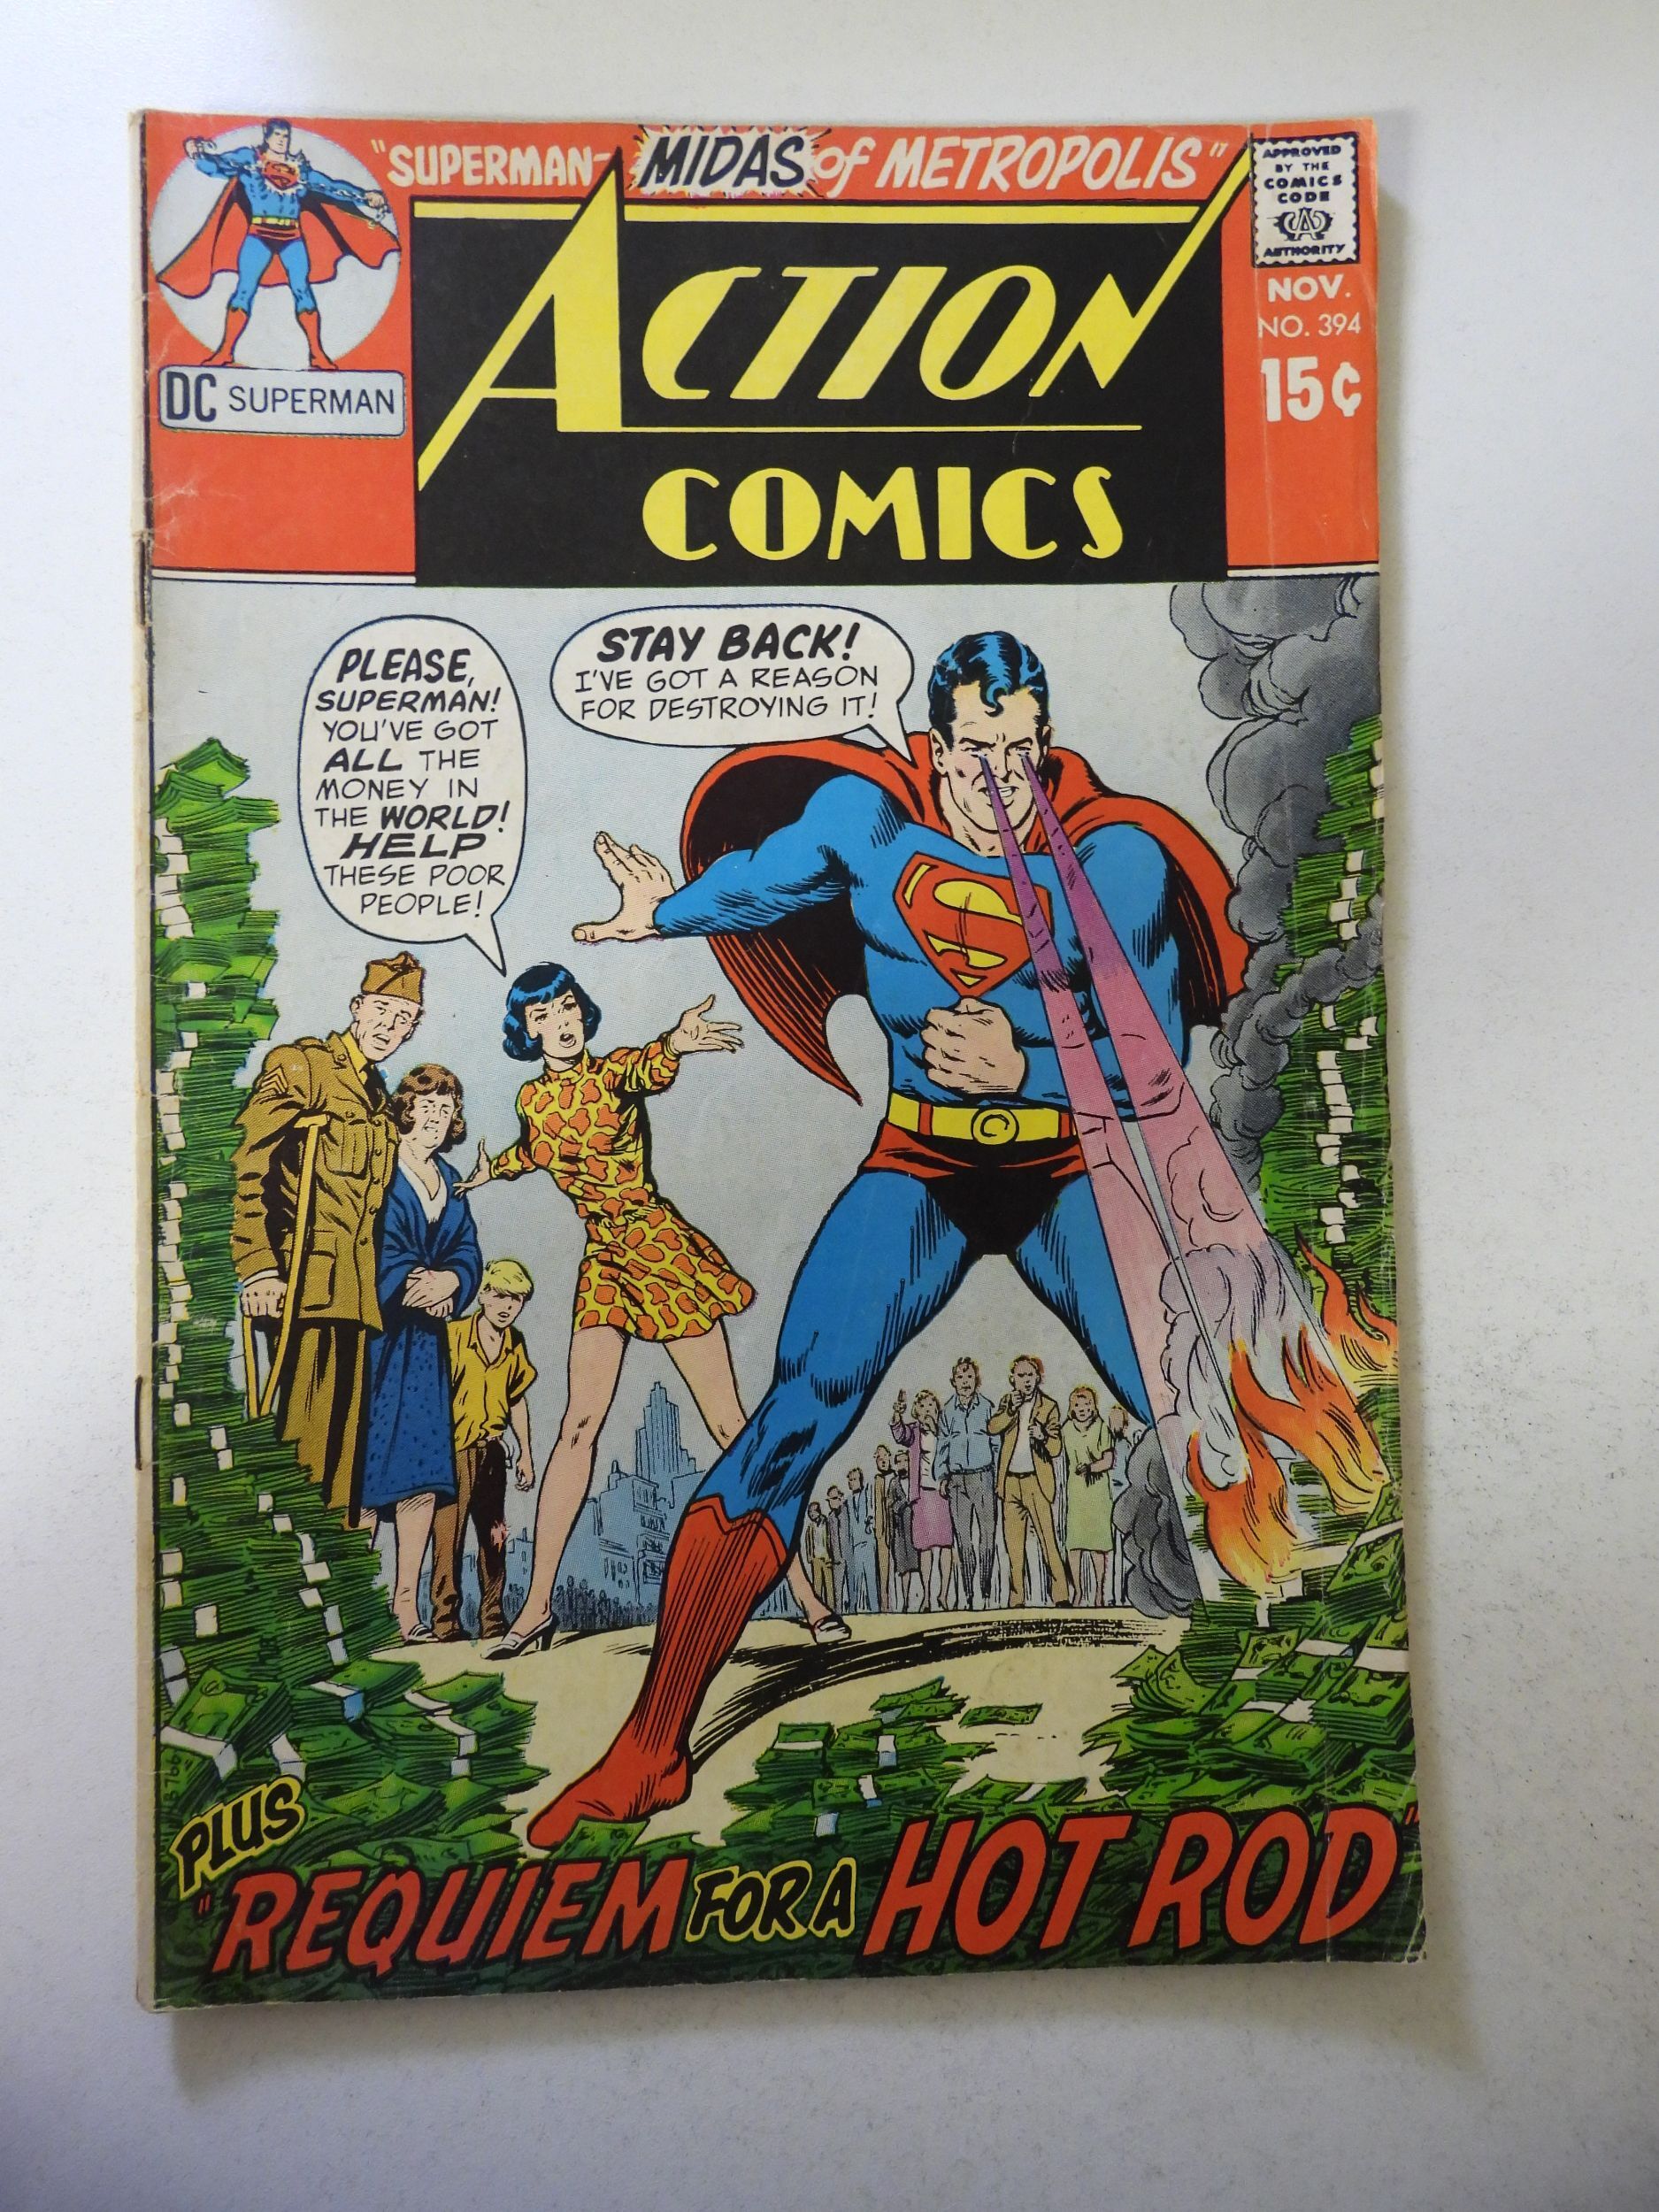 "SUPERMAN-MIDAS of METROPOLIS"
APPROVED
BY THE
COMICS
CODE
CA
AUTHORITY
DC SUPERMAN
ACTION
COMICS
NOV.
NO. 394
15¢
PLEASE,
SUPERMAN!
YOU'VE GOT
ALL THE
MONEY IN
THE WORLD!
HELP
THESE POOR
PEOPLE!
STAY BACK!
I'VE GOT A REASON
FOR DESTROYING IT!
S
PLUS
"REQUIEM FOR A HOT ROD"